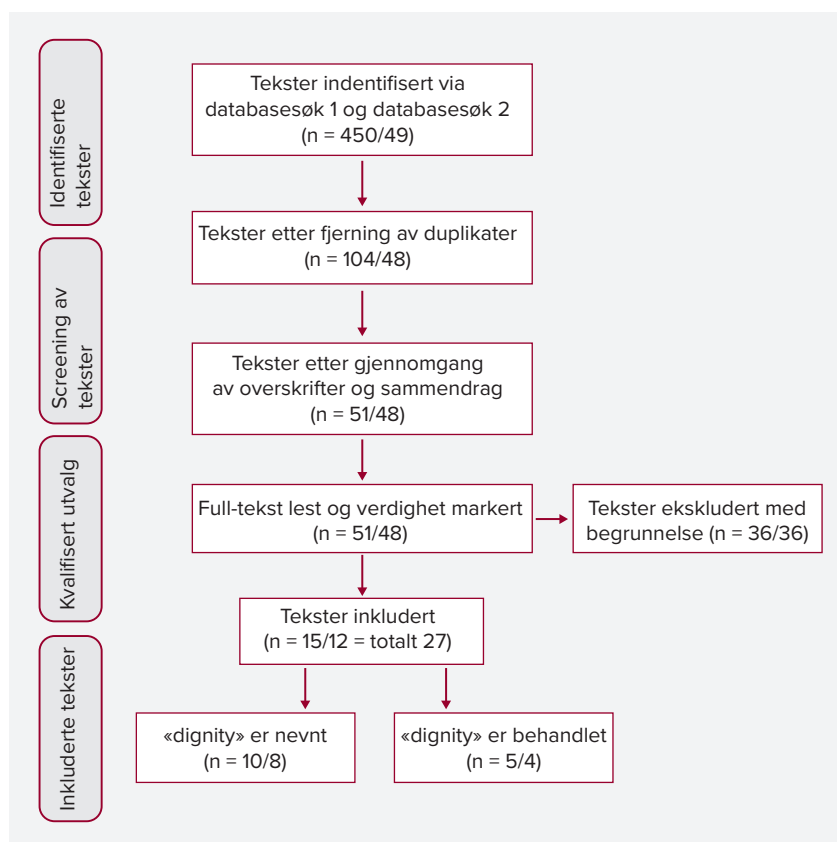 Identifiserte
tekster
Tekster indentifisert via
databasesøk 1 og databasesøk 2
(n = 450/49)
Screening av
tekster
Tekster etter fjerning av duplikater
(n = 104/48)
Tekster etter gjennomgang
av overskrifter og sammendrag
(n = 51/48)
Kvalifisert utvalg
Full-tekst lest og verdighet markert
(n = 51/48)
Tekster ekskludert med
begrunnelse (n = 36/36)
Inkluderte tekster
Tekster inkludert
(n = 15/12 = totalt 27)
«dignity» er nevnt
(n = 10/8)
«dignity» er behandlet
(n = 5/4)